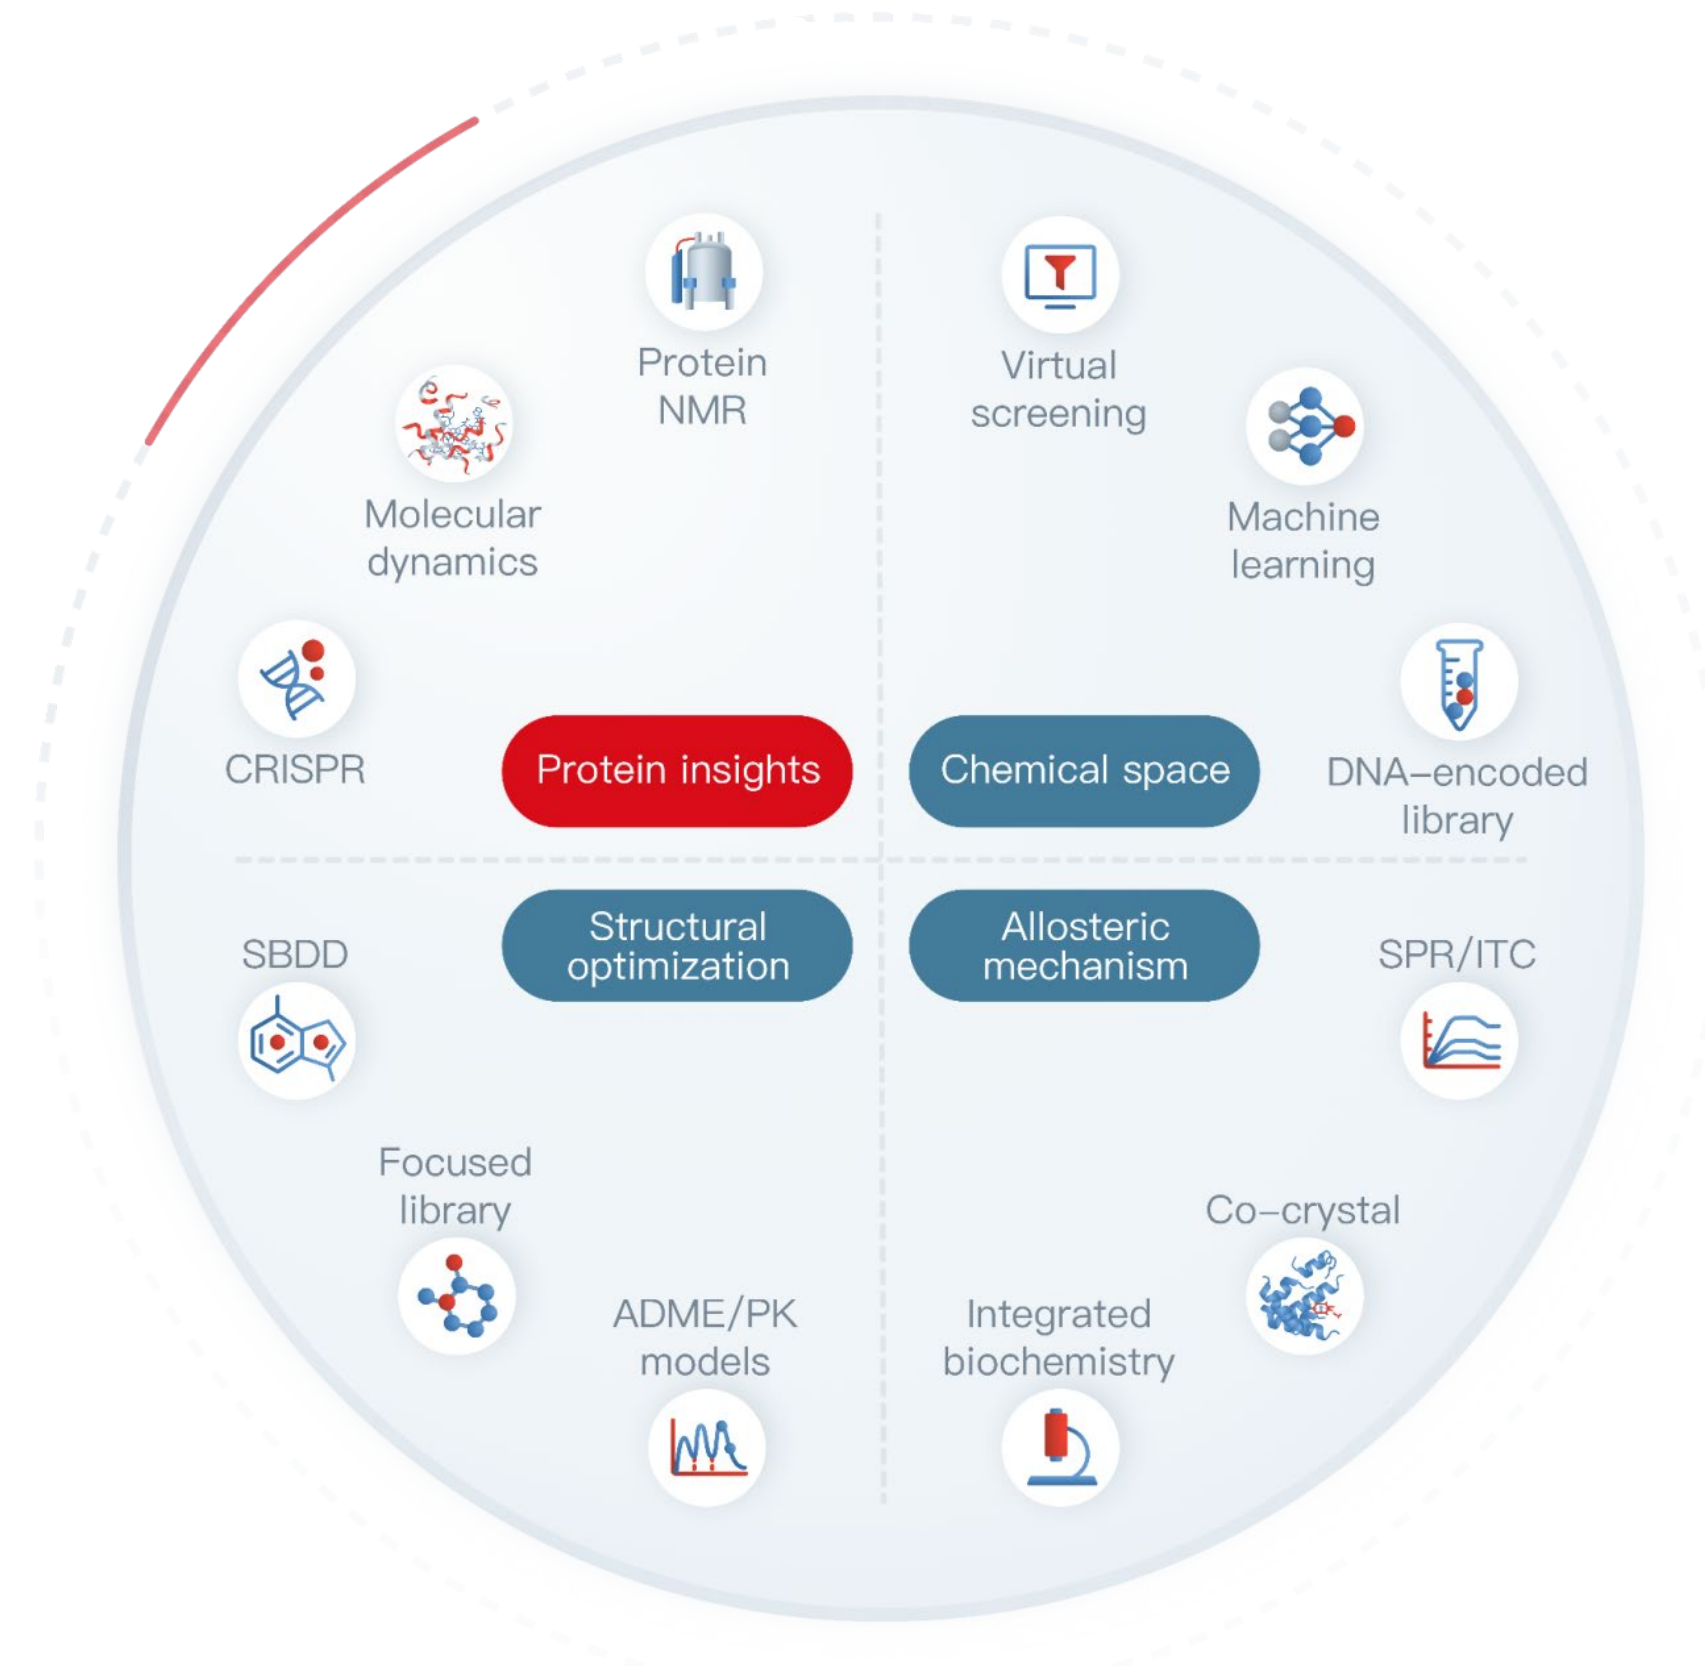 Protein
NMR
Virtual
screening
Molecular
dynamics
Machine
learning
CRISPR
Protein insights
Chemical space
DNA–encoded
library
SBDD
Structural
optimization
Allosteric
mechanism
SPR/ITC
Focused
library
Co–crystal
ADME/PK
models
Integrated
biochemistry